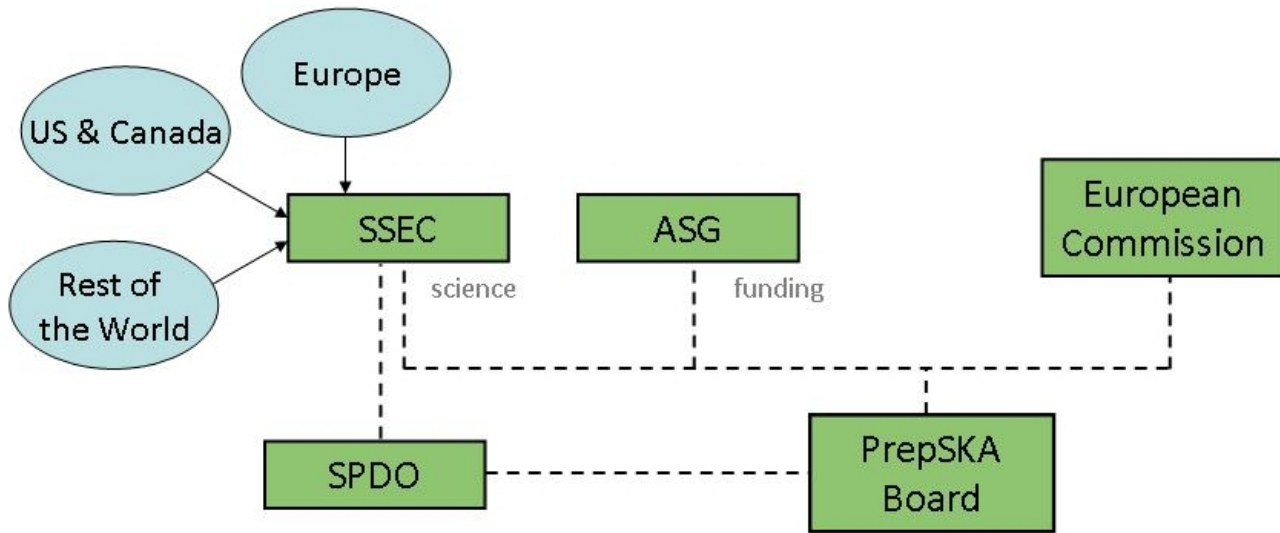 Europe
US & Canada
Rest of
the World
SSEC
ASG
European
Commission
science
funding
SPDO
PrepSKA
Board